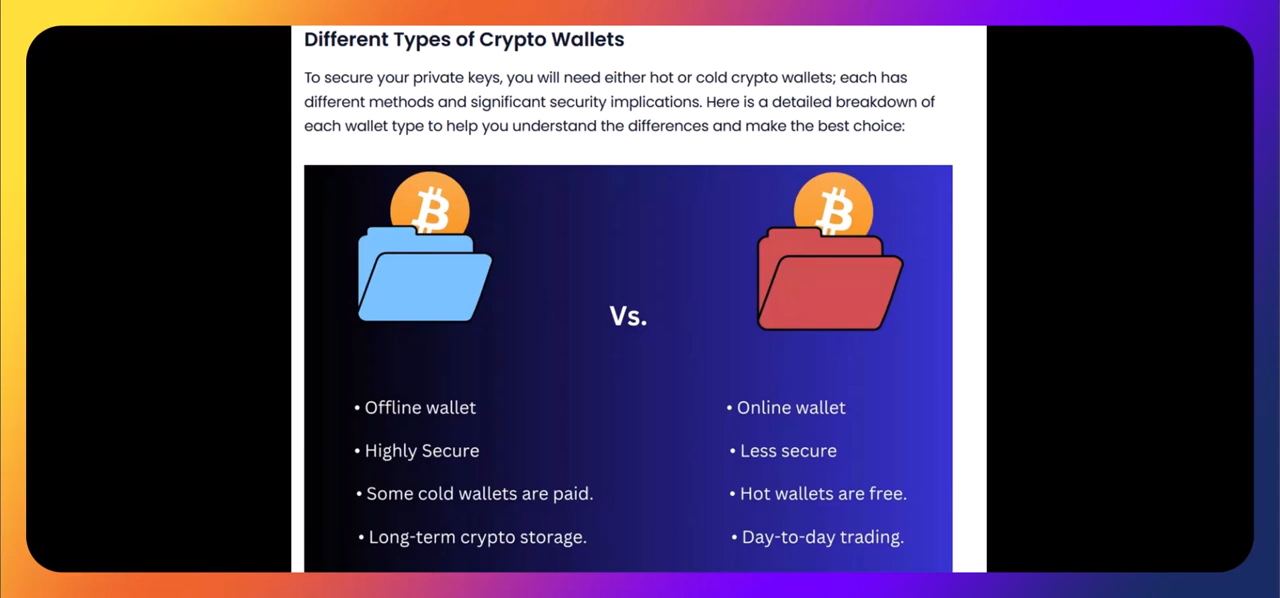 Different Types of Crypto Wallets
To secure your private keys, you will need either hot or cold crypto wallets; each has
different methods and significant security implications. Here is a detailed breakdown of
each wallet type to help you understand the differences and make the best choice:
Vs.
• Offline wallet
• Highly Secure
• Some cold wallets are paid.
• Long-term crypto storage.
• Online wallet
• Less secure
• Hot wallets are free.
• Day-to-day trading.